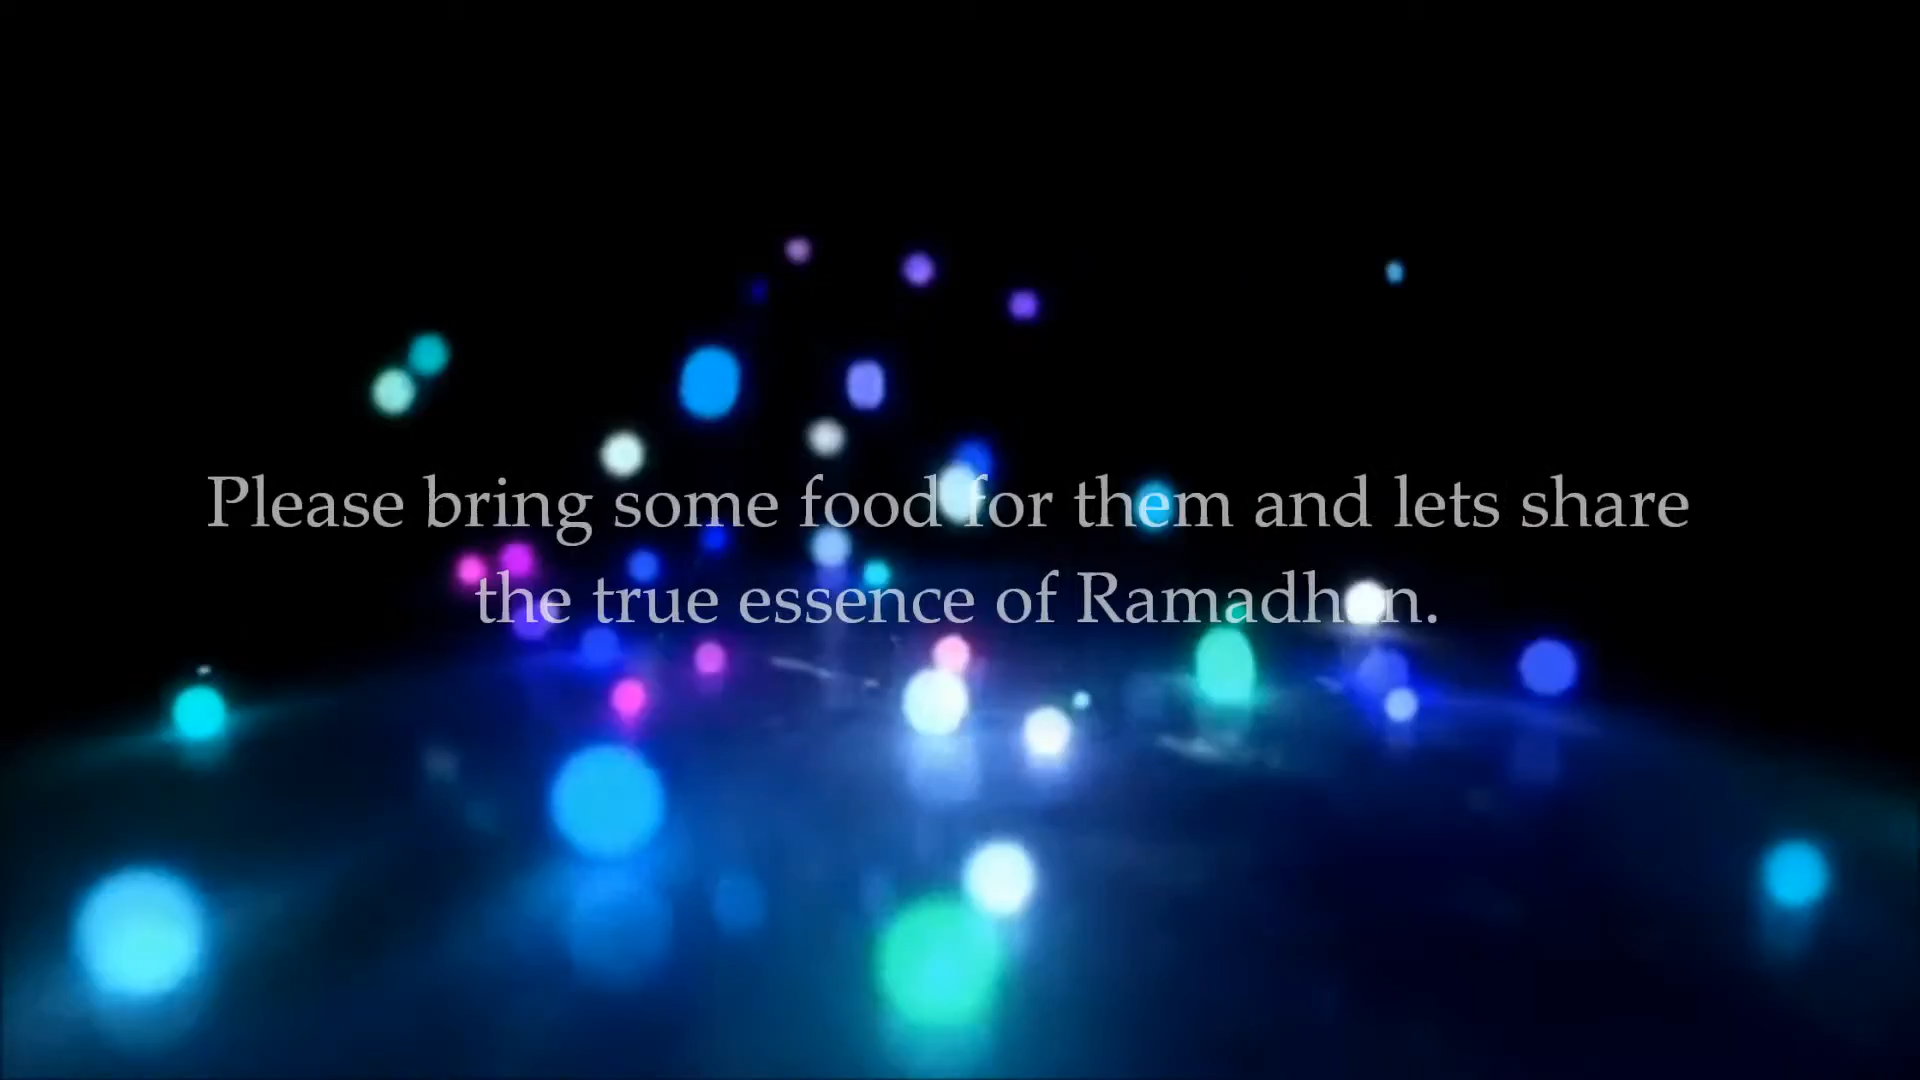 Please bring some food for them and lets share
the true essence of Ramadhan.